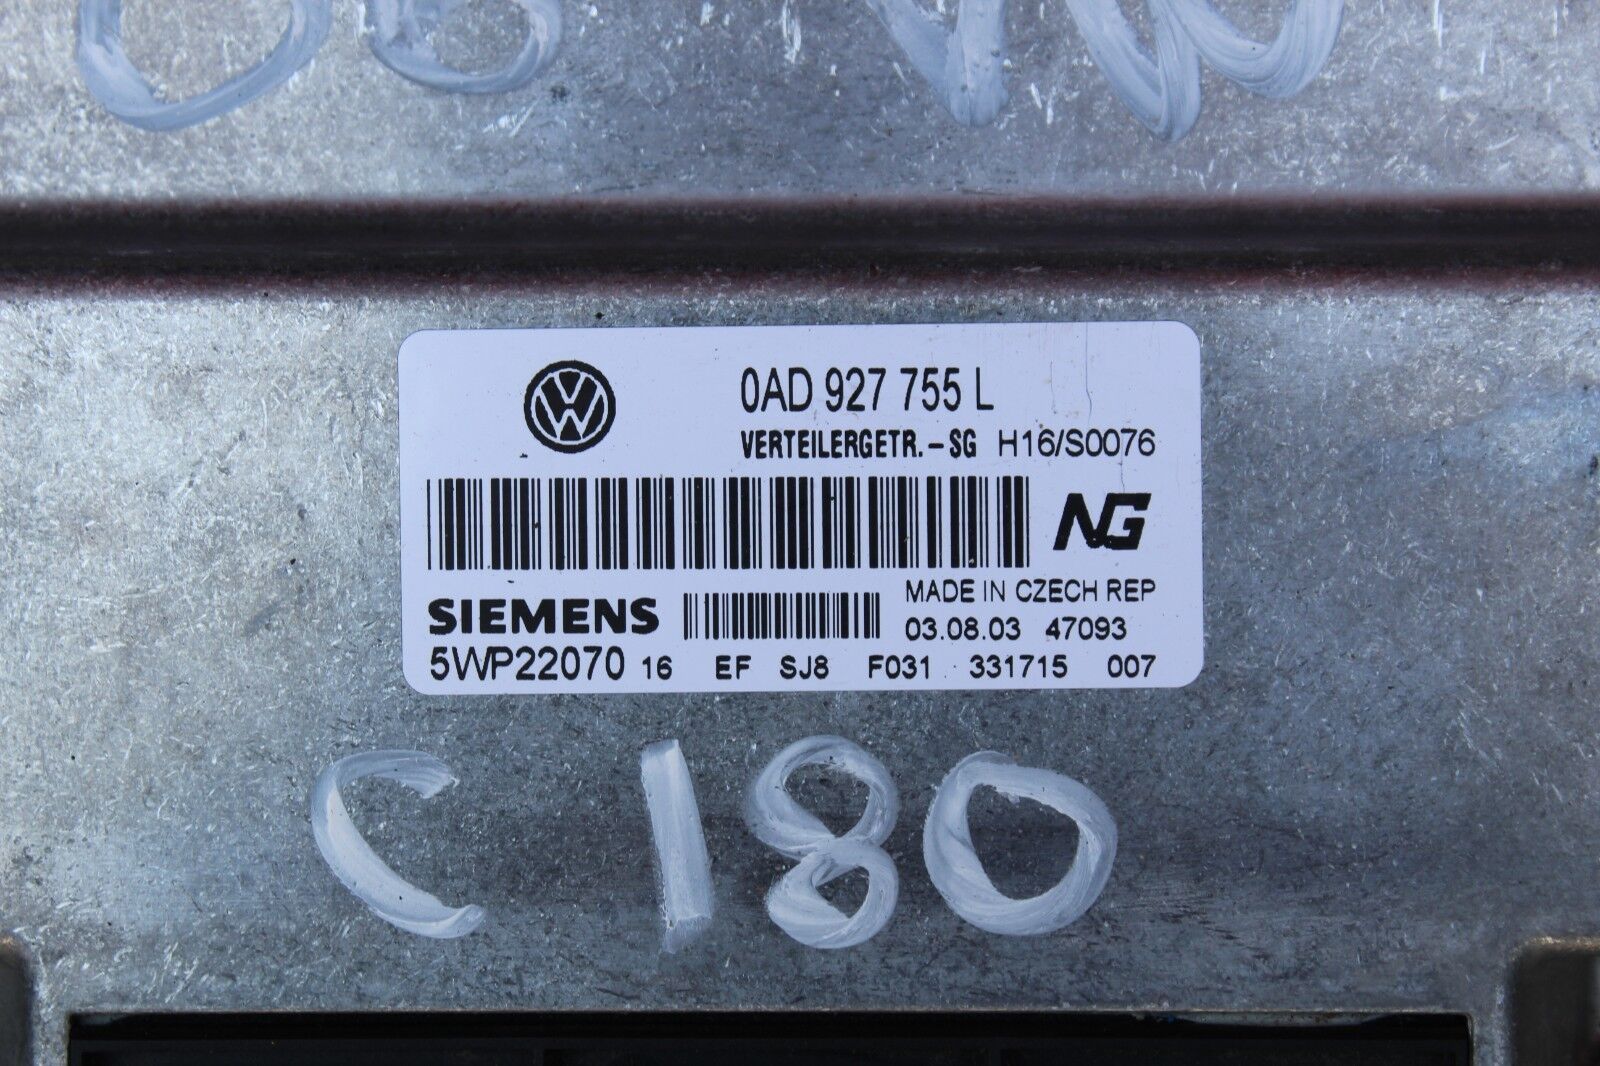 0AD 927 755 L
VERTEILERGETR.-SG H16/S0076
NG
MADE IN CZECH REP
SIEMENS
03.08.03 47093
5WP22070 16 EF SJ8 F031 331715 007
C 180